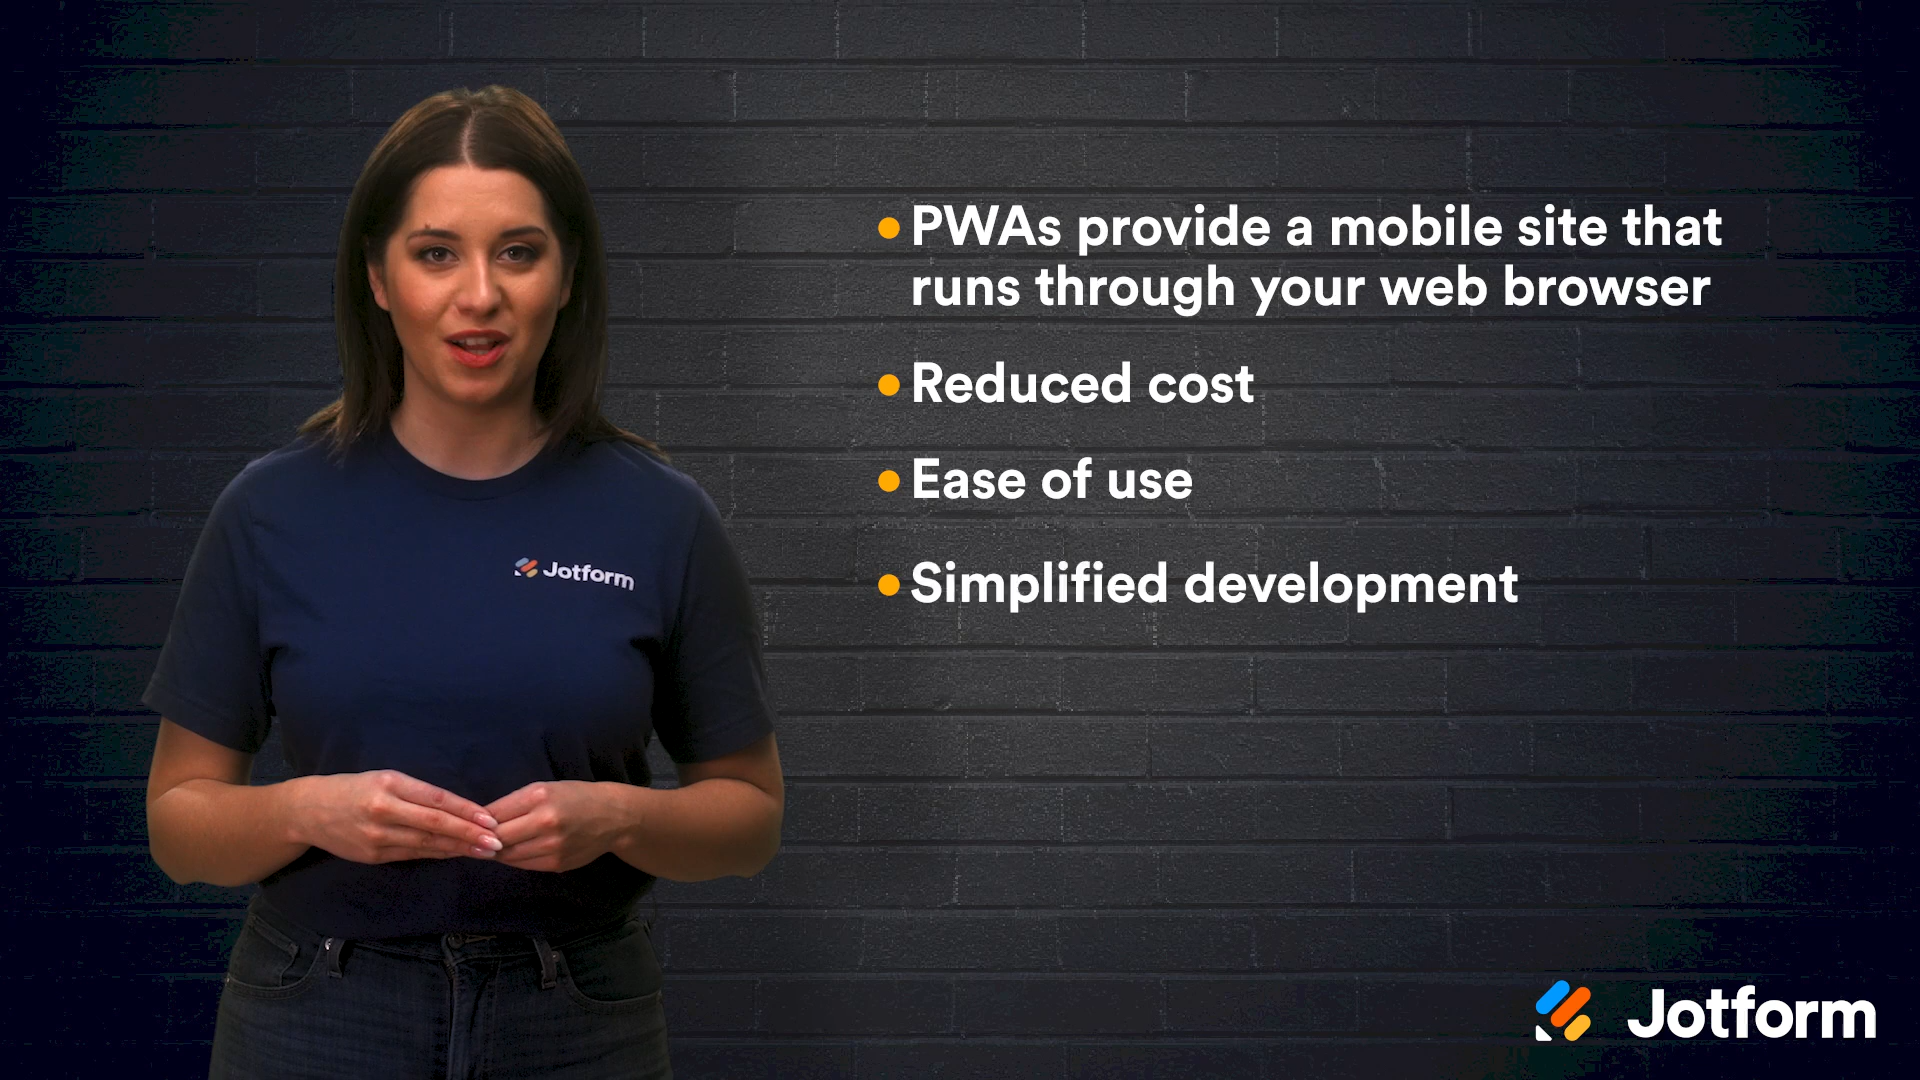 • PWAs provide a mobile site that
runs through your web browser
• Reduced cost
• Ease of use
• Simplified development
Jotform
Jotform